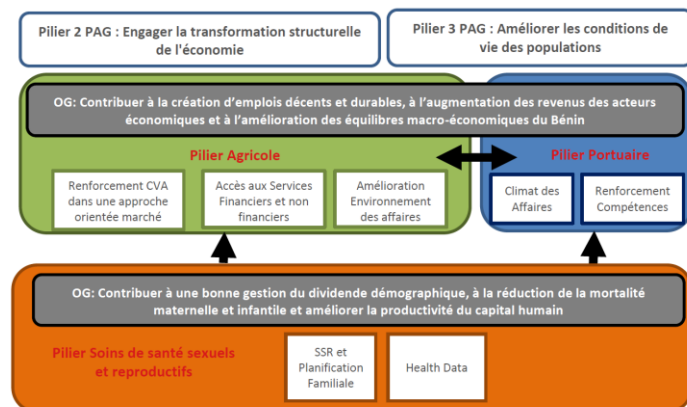 Pilier 2 PAG : Engager la transformation structurelle
de l'économie
Pilier 3 PAG : Améliorer les conditions de
vie des populations
OG: Contribuer à la création d'emplois décents et durables, à l'augmentation des revenus des acteurs
économiques et à l'amélioration des équilibres macro-économiques du Bénin
Pilier Agricole
Renforcement CVA
dans une approche
orientée marché
Accès aux Services
Financiers et non
financiers
Amélioration
Environnement
des affaires
Pilier Portuaire
Climat des
Affaires
Renforcement
Compétences
OG: Contribuer à une bonne gestion du dividende démographique, à la réduction de la mortalité
maternelle et infantile et améliorer la productivité du capital humain
Pilier Soins de santé sexuels
et reproductifs
SSR et
Planification
Familiale
Health Data